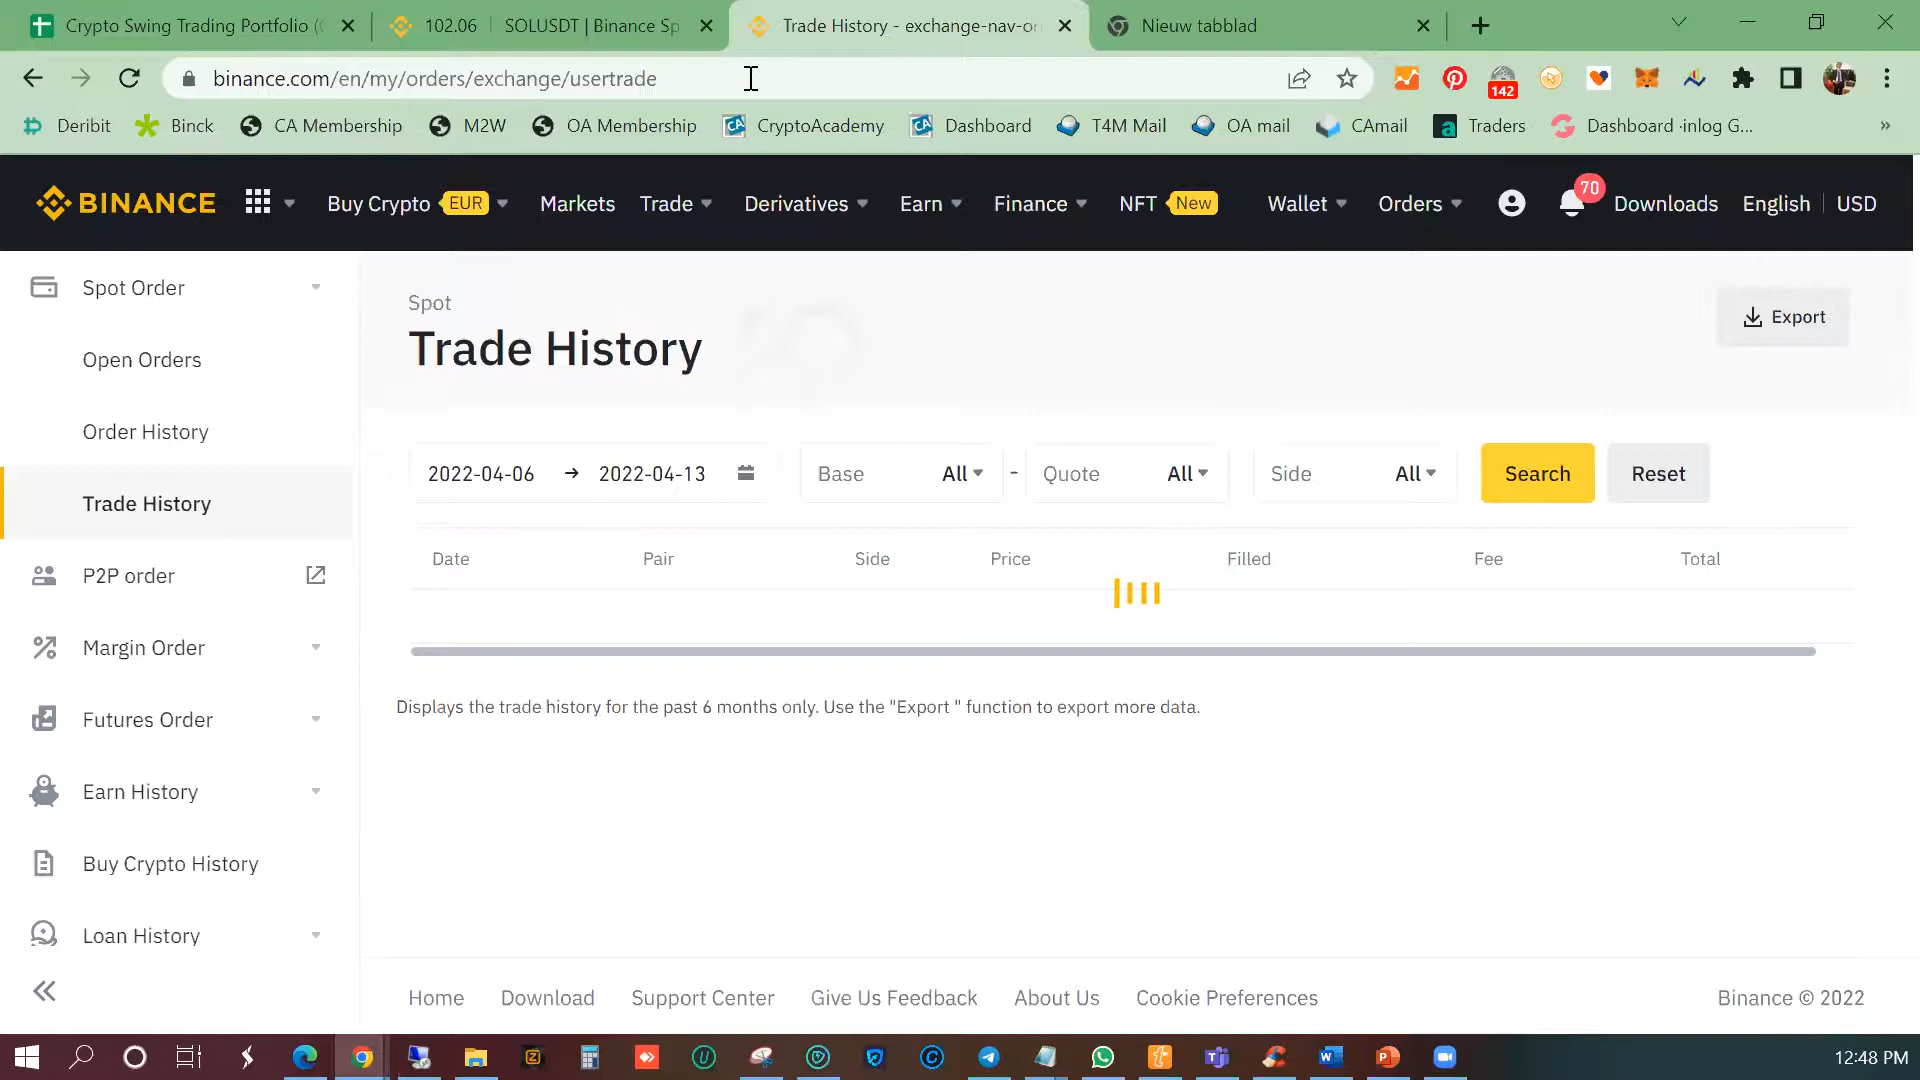 Crypto Swing Trading Portfolio (
102.06 | SOLUSDT | Binance Sp
Trade History - exchange-nav-or
Nieuw tabblad
binance.com/en/my/orders/exchange/usertrade
142
Deribit Binck CA Membership M2W OA Membership CryptoAcademy Dashboard T4M Mail OA mail CAmail Traders Dashboard ·inlog G... »
BINANCE Buy Crypto EUR Markets Trade Derivatives Earn Finance NFT New Wallet Orders 70 Downloads English USD
Spot Order
Open Orders
Order History
Trade History
P2P order
Margin Order
Futures Order
Earn History
Buy Crypto History
Loan History
Spot
Trade History
Export
2022-04-06 → 2022-04-13 Base All - Quote All Side All Search Reset
Date Pair Side Price Filled Fee Total
Displays the trade history for the past 6 months only. Use the "Export " function to export more data.
Home Download Support Center Give Us Feedback About Us Cookie Preferences Binance © 2022
12:48 PM